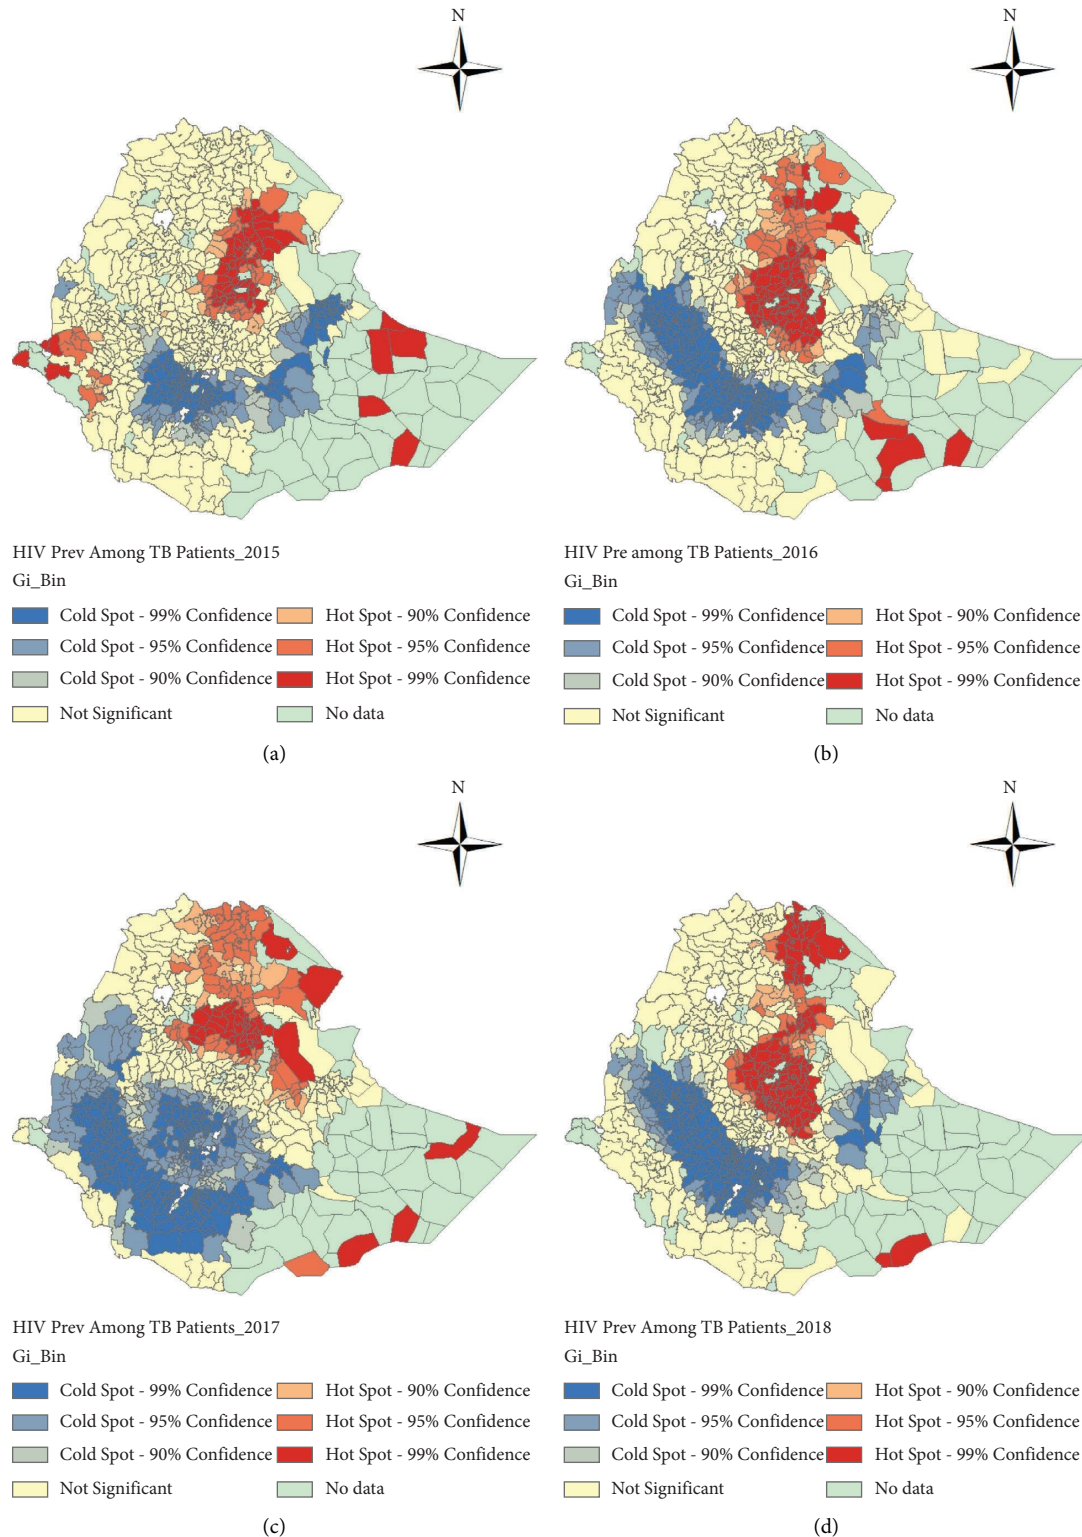 N
N
HIV Prev Among TB Patients_2015
Gi_Bin
Cold Spot - 99% Confidence
Hot Spot - 90% Confidence
Cold Spot - 95% Confidence
Hot Spot - 95% Confidence
Cold Spot - 90% Confidence
Hot Spot - 99% Confidence
Not Significant
No data
(a)
HIV Pre among TB Patients_2016
Gi_Bin
Cold Spot - 99% Confidence
Hot Spot - 90% Confidence
Cold Spot - 95% Confidence
Hot Spot - 95% Confidence
Cold Spot - 90% Confidence
Hot Spot - 99% Confidence
Not Significant
No data
(b)
N
N
HIV Prev Among TB Patients_2017
Gi_Bin
Cold Spot - 99% Confidence
Hot Spot - 90% Confidence
Cold Spot - 95% Confidence
Hot Spot - 95% Confidence
Cold Spot - 90% Confidence
Hot Spot - 99% Confidence
Not Significant
No data
(c)
HIV Prev Among TB Patients_2018
Gi_Bin
Cold Spot - 99% Confidence
Hot Spot - 90% Confidence
Cold Spot - 95% Confidence
Hot Spot - 95% Confidence
Cold Spot - 90% Confidence
Hot Spot - 99% Confidence
Not Significant
No data
(d)